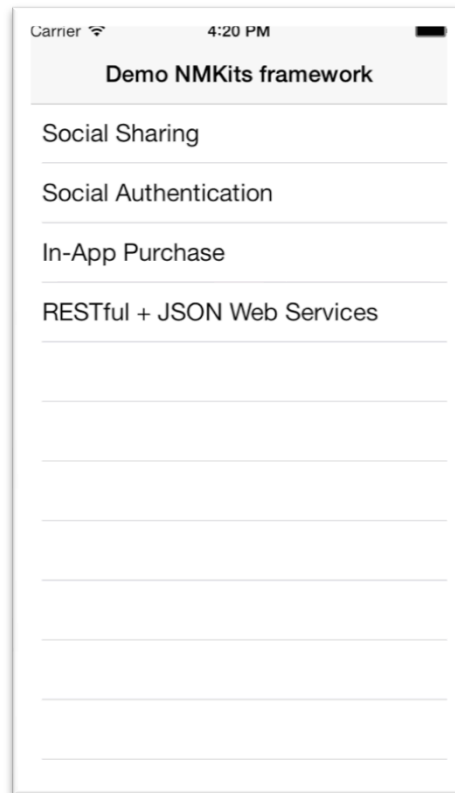 Carrier 4:20 PM
Demo NMKits framework
Social Sharing
Social Authentication
In-App Purchase
RESTful + JSON Web Services